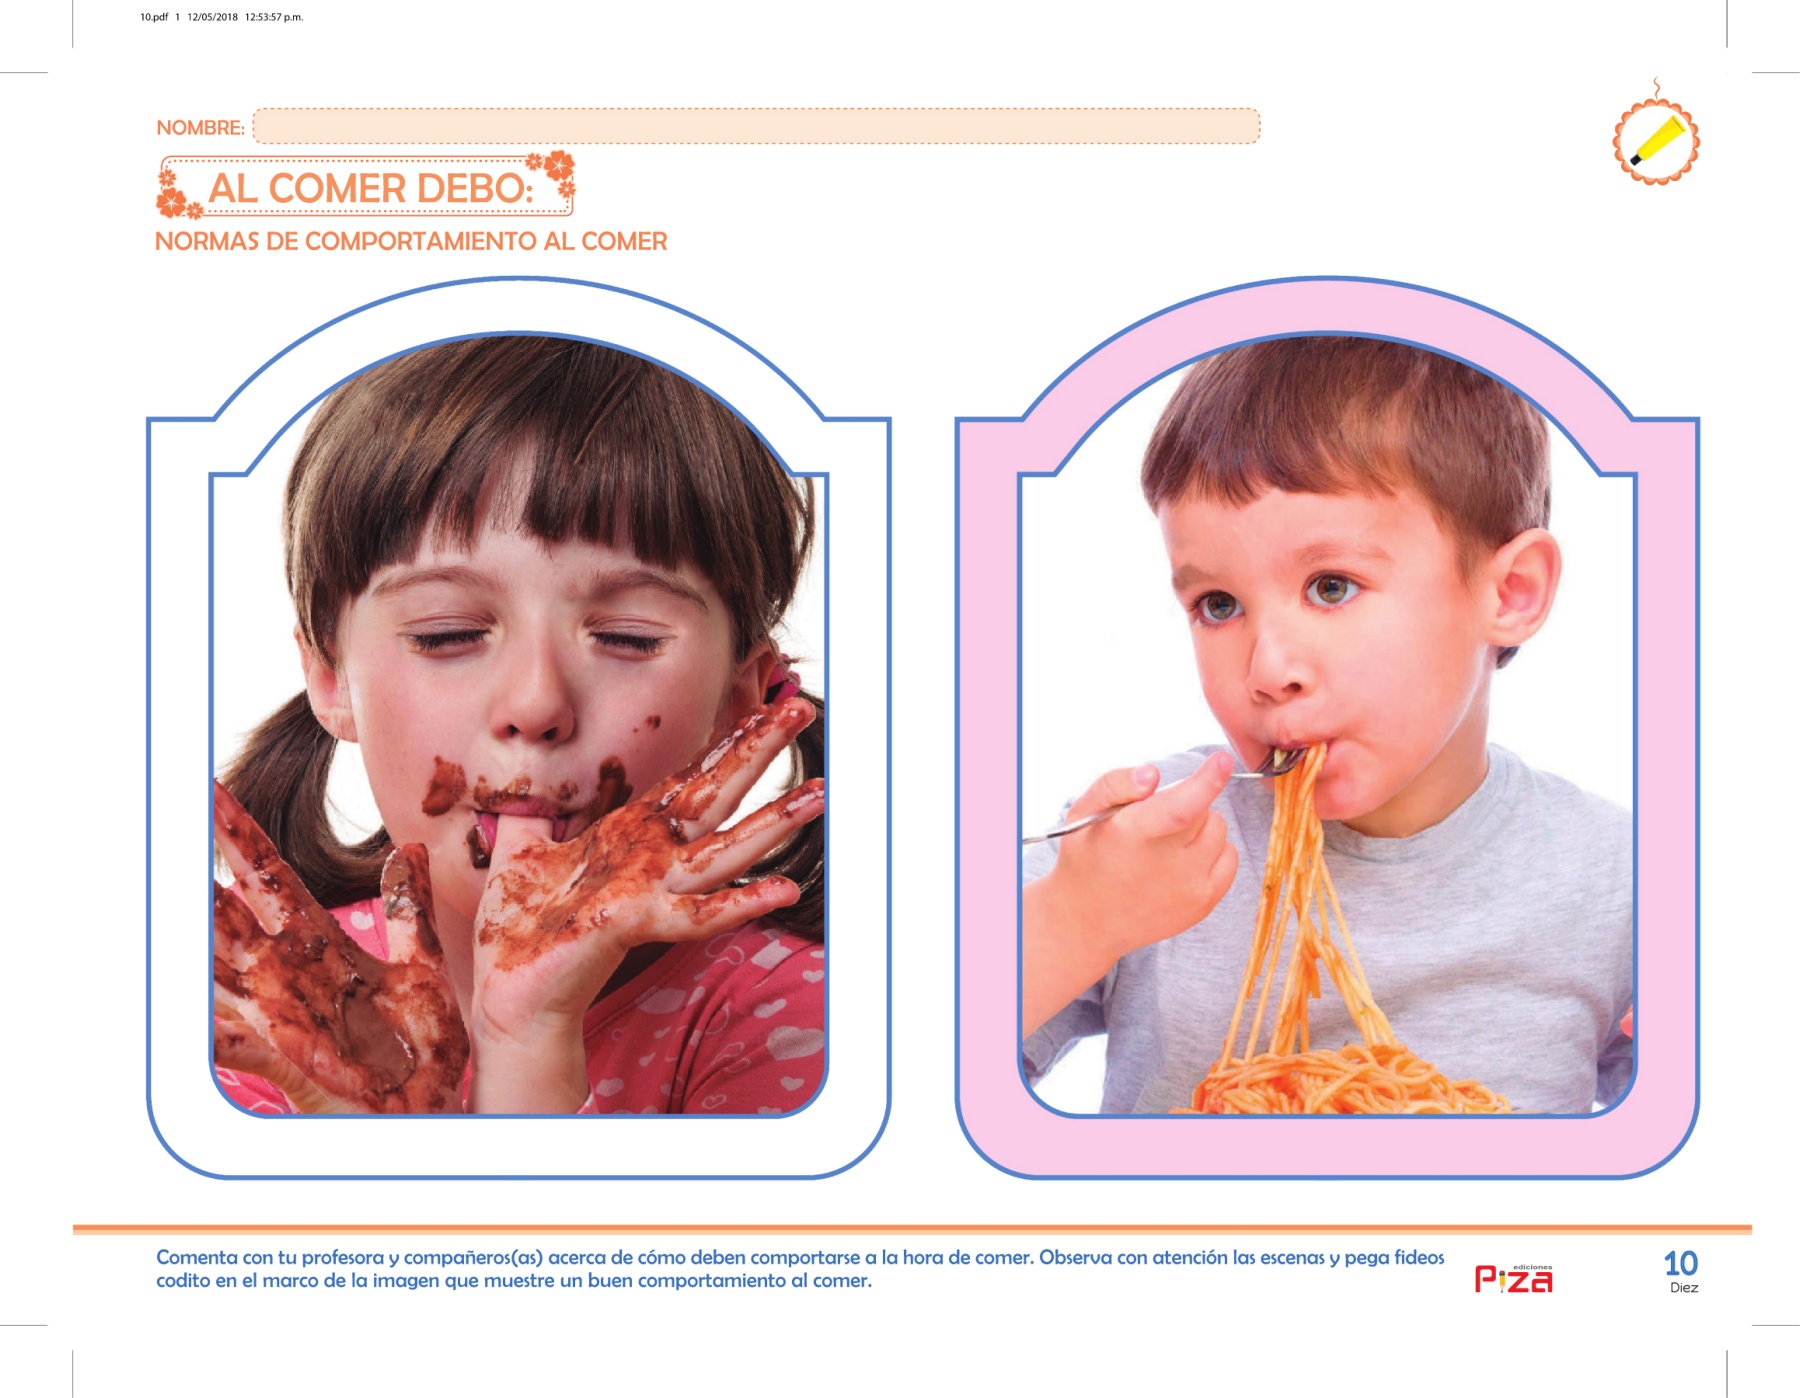 10.pdf 1 12/05/2018 12:53:57 p.m.
NOMBRE:
AL COMER DEBO:
NORMAS DE COMPORTAMIENTO AL COMER
Comenta con tu profesora y compañeros(as) acerca de cómo deben comportarse a la hora de comer. Observa con atención las escenas y pega fideos
codito en el marco de la imagen que muestre un buen comportamiento al comer.
ediciones
Piza
10
Diez